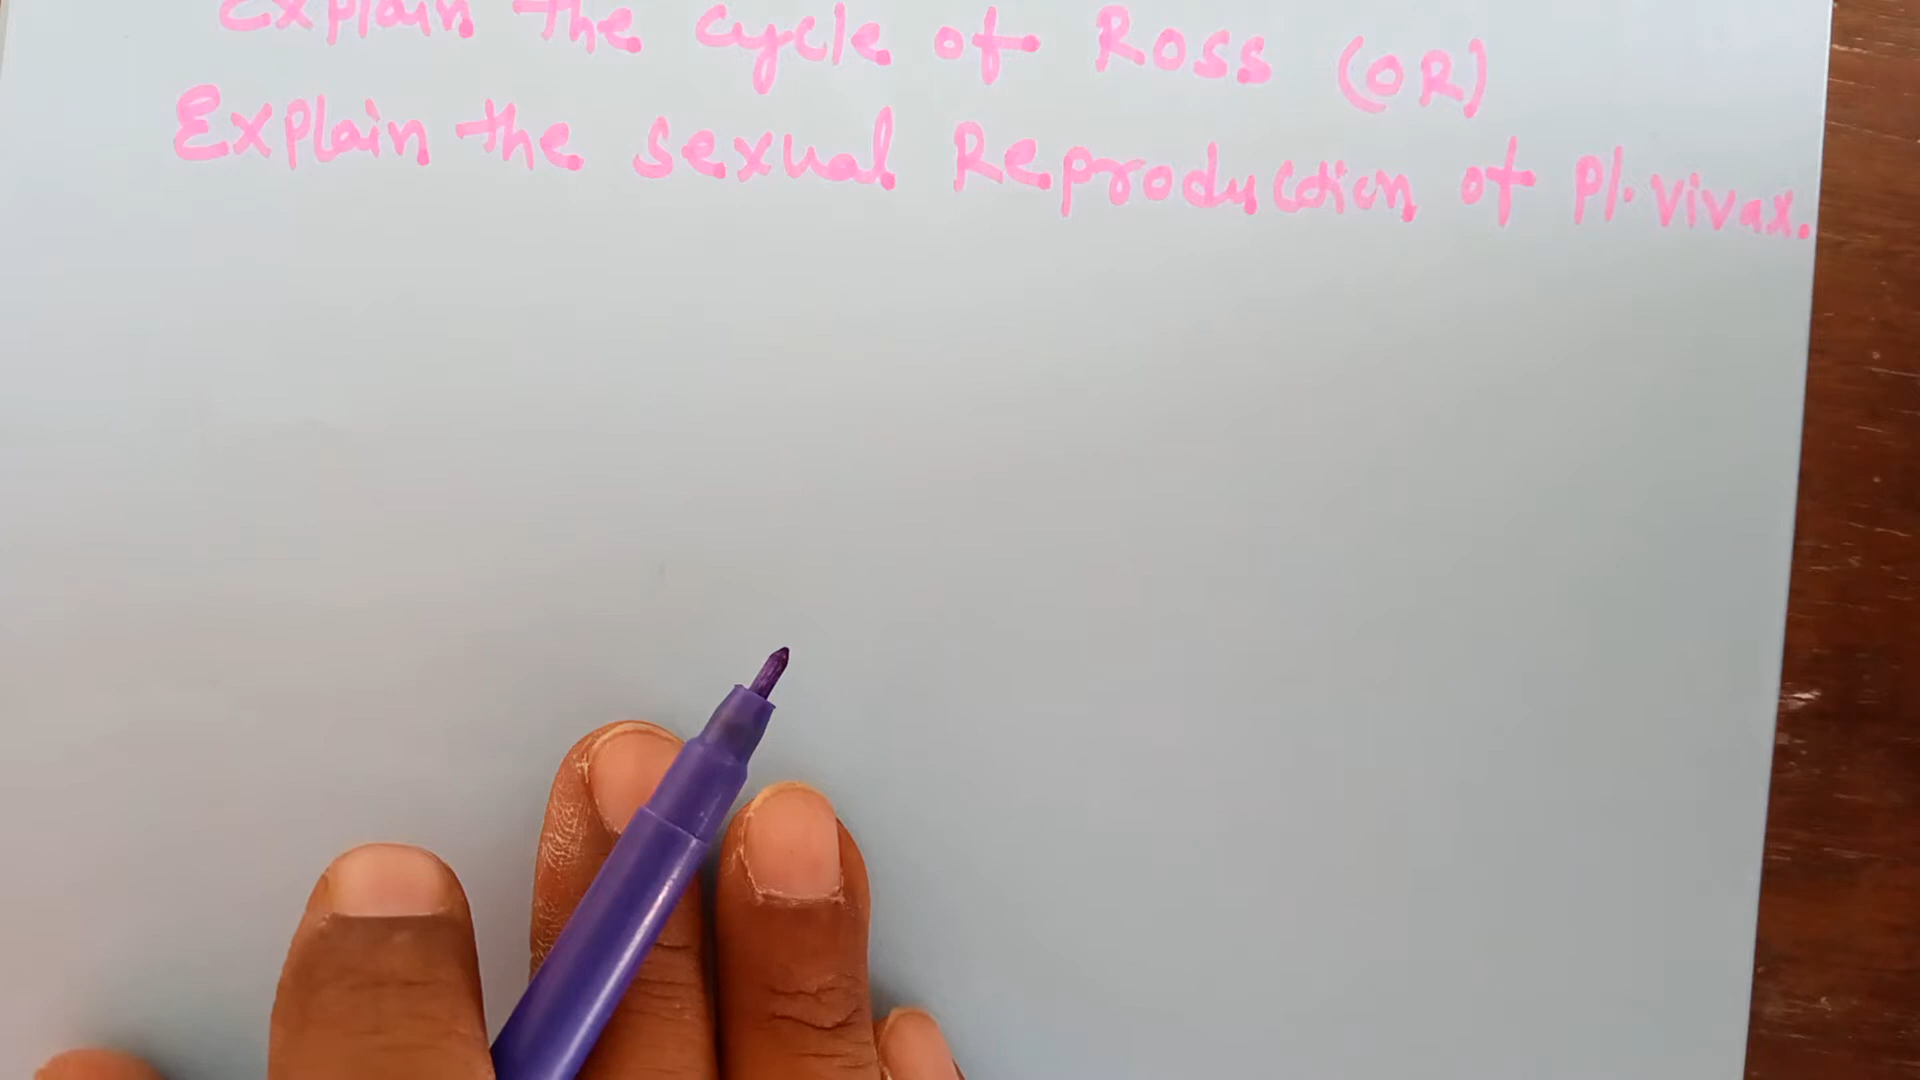 Explain the cycle of Ross (OR)
Explain the sexual Reproduction of Pl. vivax.